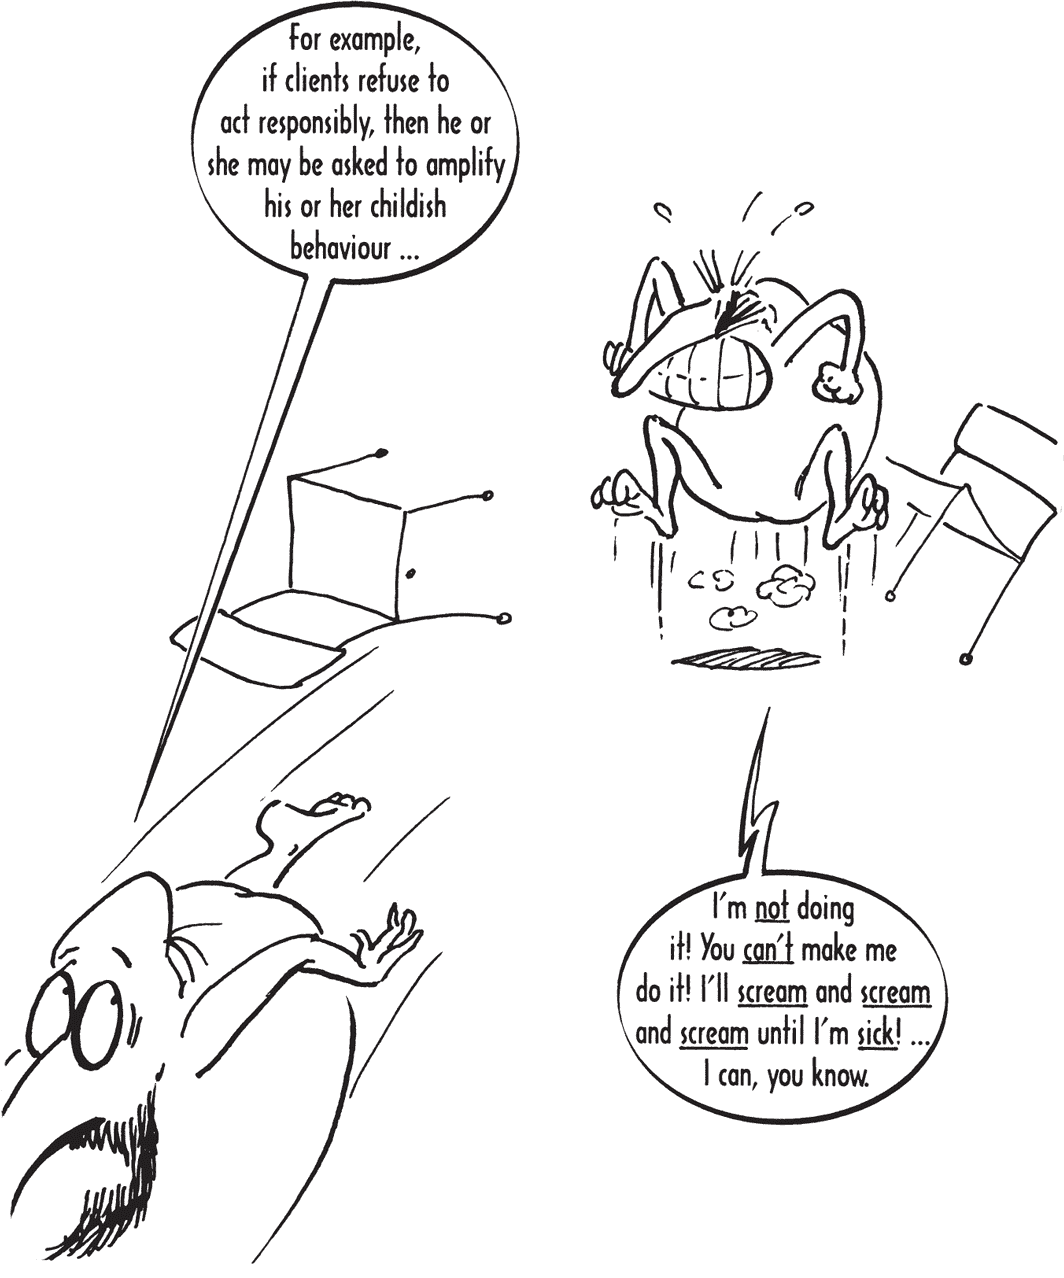 For example,
if clients refuse to
act responsibly, then he or
she may be asked to amplify
his or her childish
behaviour ...
I'm not doing
it! You can't make me
do it! I'll scream and scream
and scream until I'm sick! ...
I can, you know.